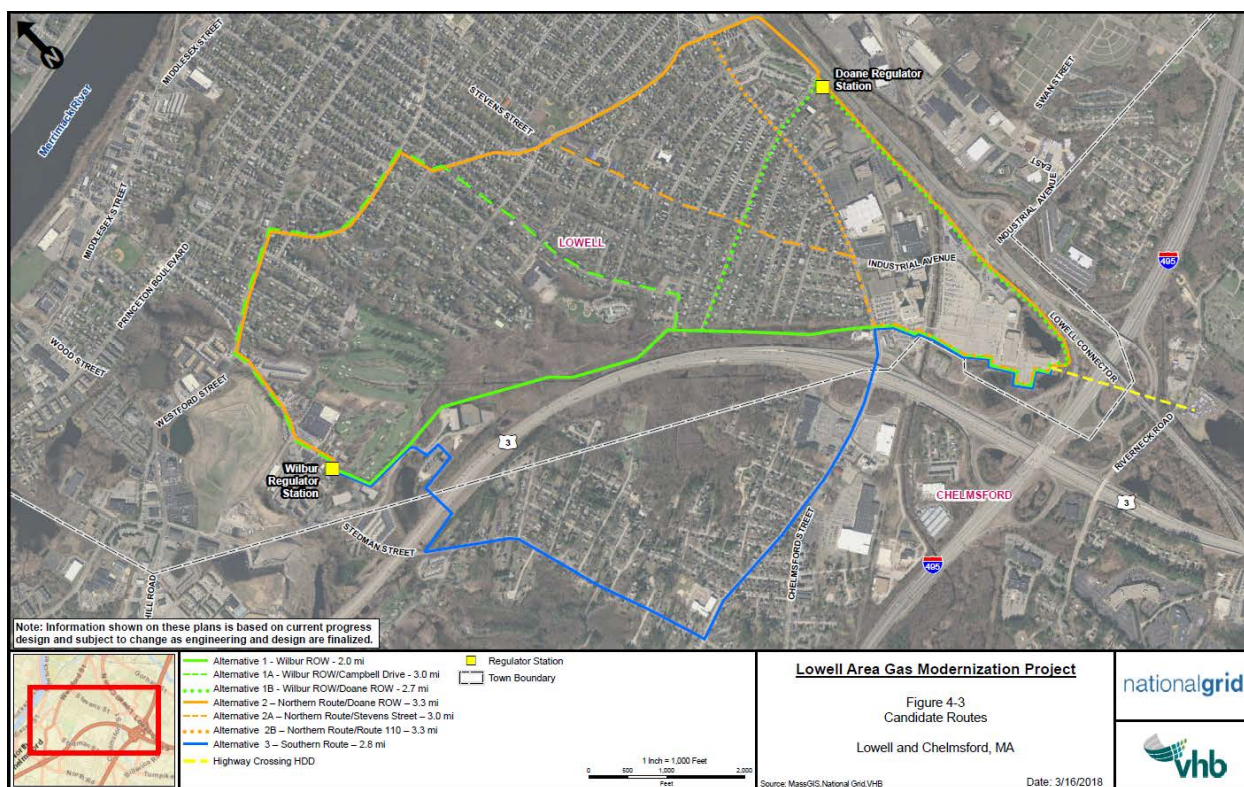 N
Merrimack River
MIDDLESEX STREET
MIDDLESEX STREET
STEVENS STREET
Doane Regulator
Station
SWAN STREET
EAST
INDUSTRIAL AVENUE
PRINCETON BOULEVARD
LOWELL
INDUSTRIAL AVENUE
495
WOOD STREET
LOWELL CONNECTOR
WESTFORD STREET
3
RIVERNECK ROAD
Wilbur
Regulator
Station
CHELMSFORD
3
STEDMAN STREET
CHELMSFORD STREET
495
HILL ROAD
Note: Information shown on these plans is based on current progress
design and subject to change as engineering and design are finalized.
Alternative 1 - Wilbur ROW - 2.0 mi
Alternative 1A - Wilbur ROW/Campbell Drive - 3.0 mi
Alternative 1B - Wilbur ROW/Doane ROW - 2.7 mi
Alternative 2 – Northern Route/Doane ROW – 3.3 mi
Alternative 2A – Northern Route/Stevens Street – 3.0 mi
Alternative 2B – Northern Route/Route 110 – 3.3 mi
Alternative 3 – Southern Route – 2.8 mi
Highway Crossing HDD
Regulator Station
Town Boundary
1 Inch = 1,000 Feet
0 500 1,000 2,000
Feet
Lowell Area Gas Modernization Project
Figure 4-3
Candidate Routes
Lowell and Chelmsford, MA
Source: MassGIS,National Grid,VHB
Date: 3/16/2018
nationalgrid
vhb